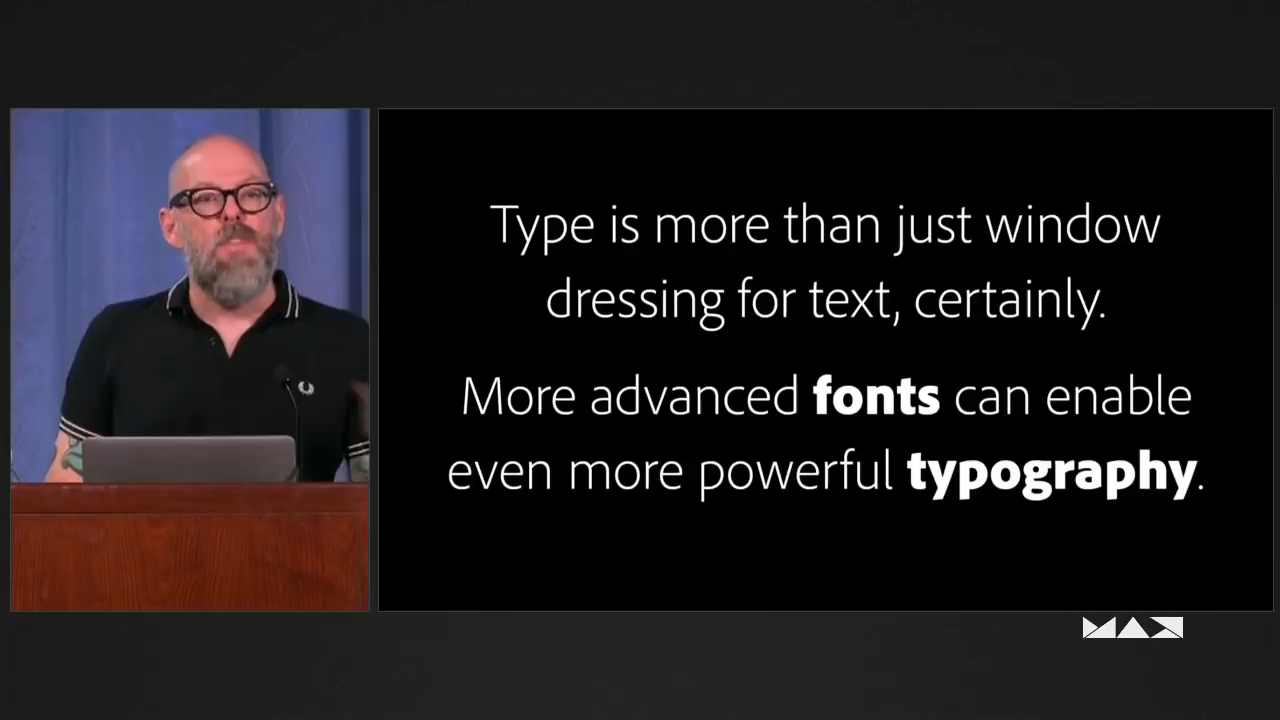 Type is more than just window
dressing for text, certainly.
More advanced fonts can enable
even more powerful typography.
MAX